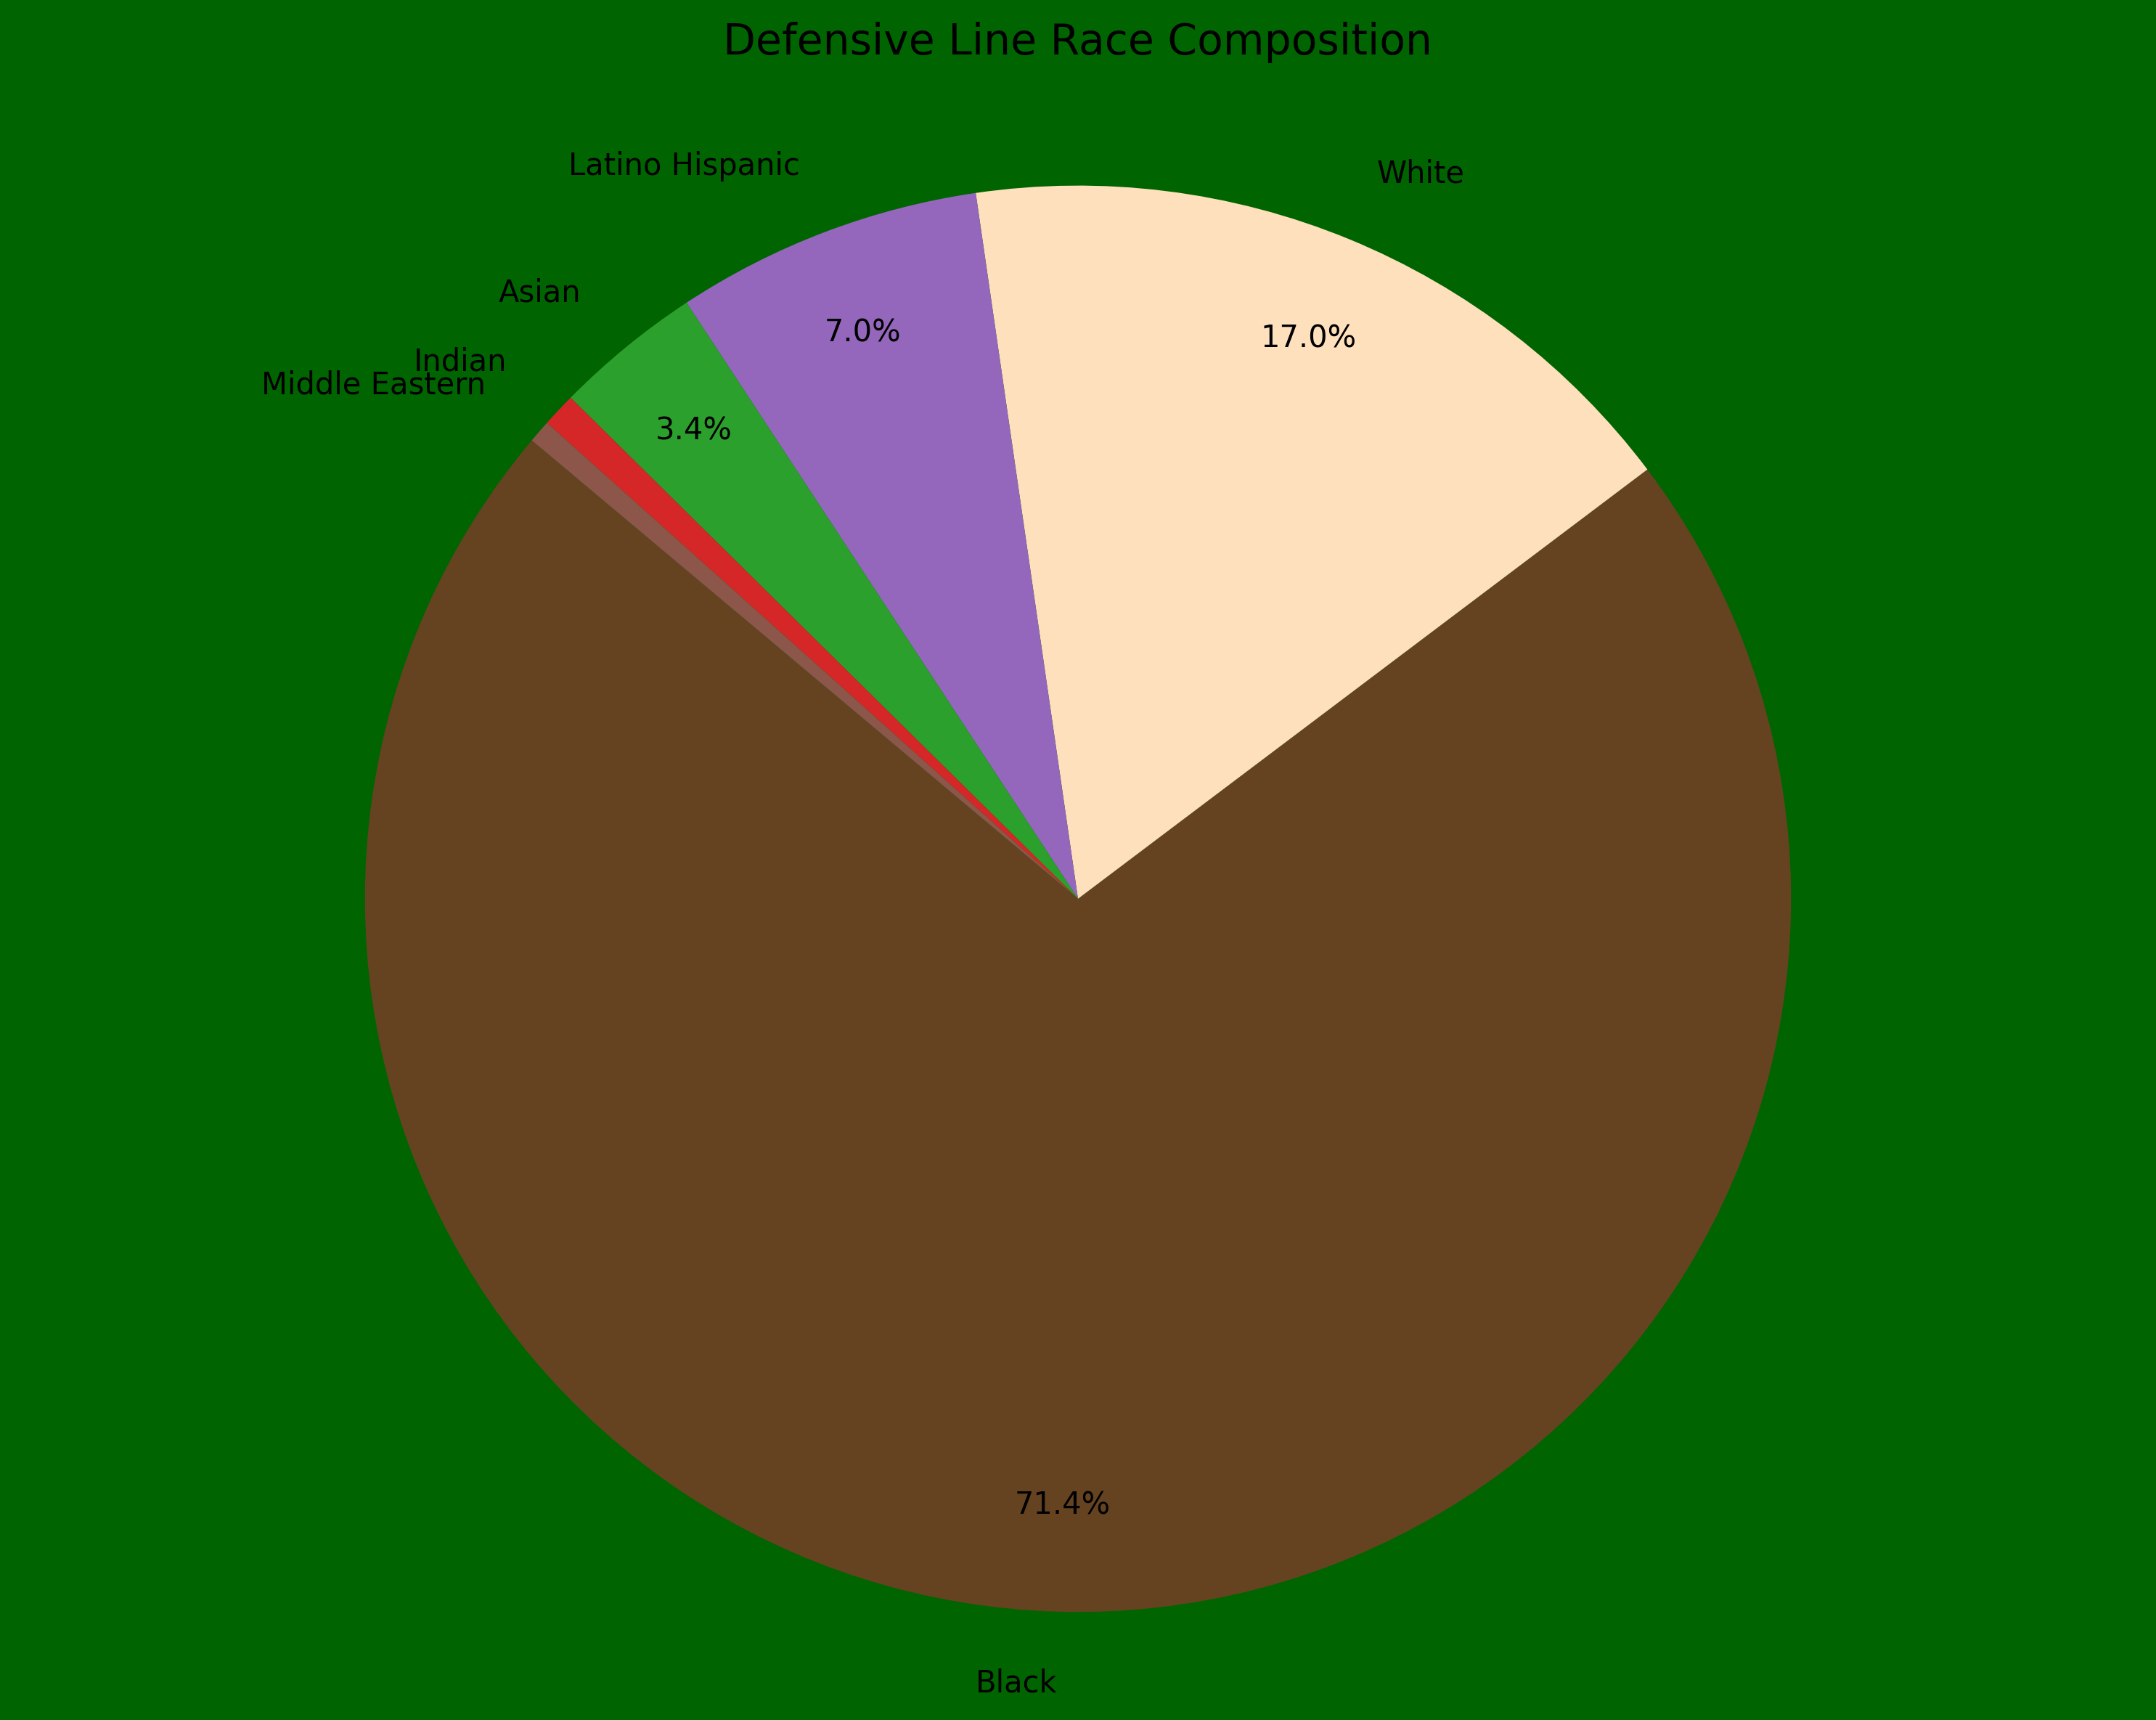 Defensive Line Race Composition
Latino Hispanic
White
Asian
7.0%
17.0%
Indian
Middle Eastern
3.4%
71.4%
Black